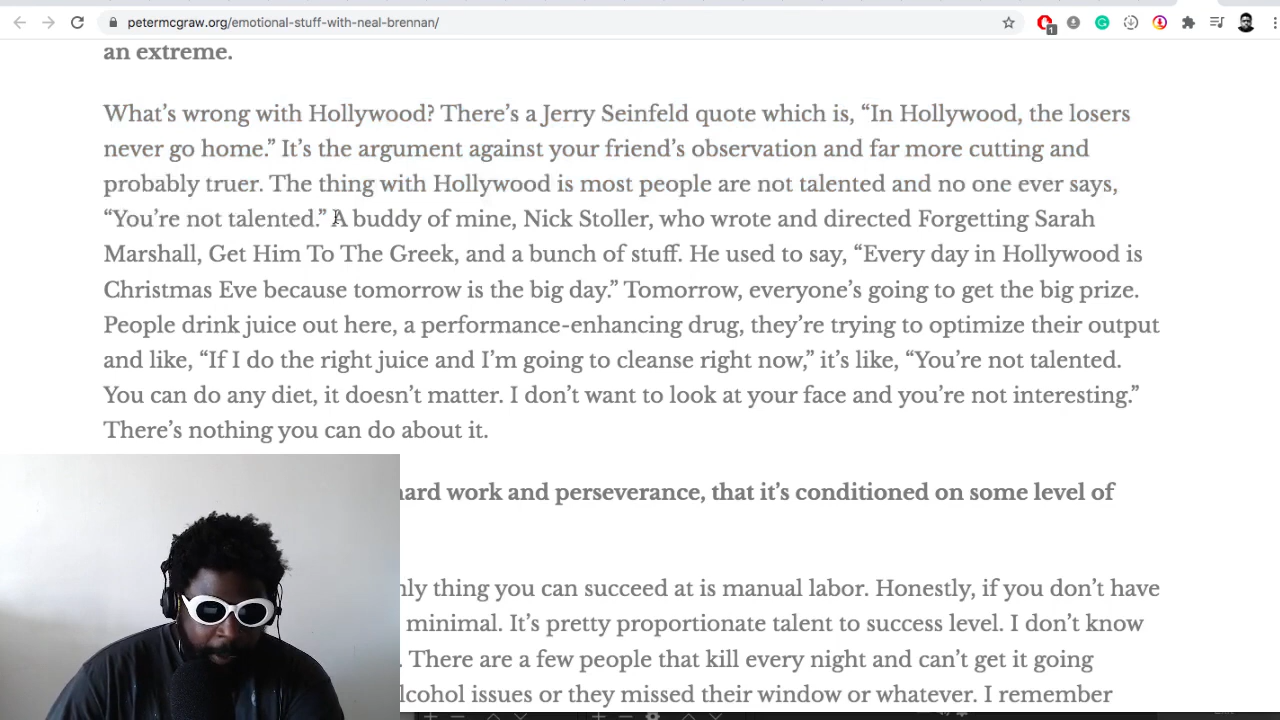 petermcgraw.org/emotional-stuff-with-neal-brennan/
1
an extreme.
What’s wrong with Hollywood? There’s a Jerry Seinfeld quote which is, “In Hollywood, the losers
never go home.” It’s the argument against your friend’s observation and far more cutting and
probably truer. The thing with Hollywood is most people are not talented and no one ever says,
“You’re not talented.” A buddy of mine, Nick Stoller, who wrote and directed Forgetting Sarah
Marshall, Get Him To The Greek, and a bunch of stuff. He used to say, “Every day in Hollywood is
Christmas Eve because tomorrow is the big day.” Tomorrow, everyone’s going to get the big prize.
People drink juice out here, a performance-enhancing drug, they’re trying to optimize their output
and like, “If I do the right juice and I’m going to cleanse right now,” it’s like, “You’re not talented.
You can do any diet, it doesn’t matter. I don’t want to look at your face and you’re not interesting.”
There’s nothing you can do about it.
hard work and perseverance, that it’s conditioned on some level of
thing you can succeed at is manual labor. Honestly, if you don’t have
minimal. It’s pretty proportionate talent to success level. I don’t know
. There are a few people that kill every night and can’t get it going
issues or they missed their window or whatever. I remember